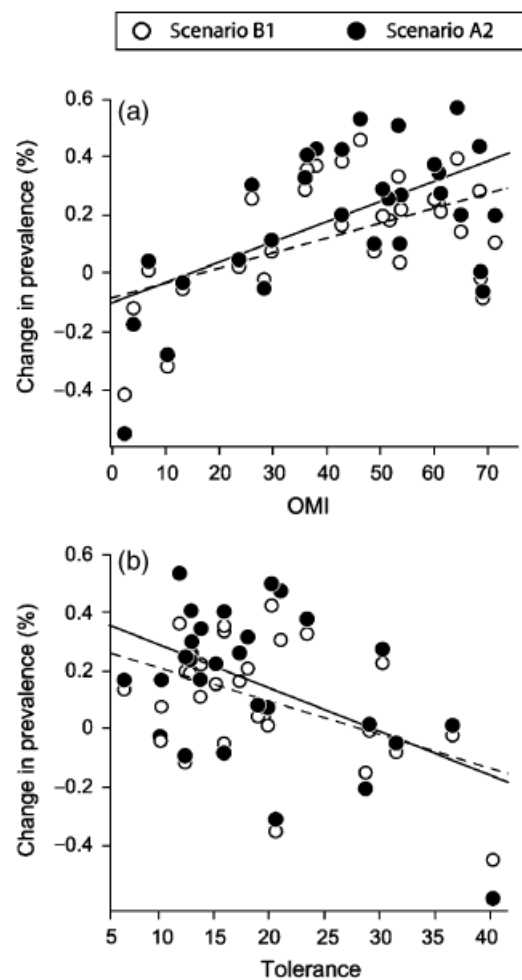 Scenario B1 Scenario A2
(a)
Change in prevalence (%)
0.6
0.4
0.2
0
−0.2
−0.4
0 10 20 30 40 50 60 70
OMI
(b)
Change in prevalence (%)
0.6
0.4
0.2
0
−0.2
−0.4
5 10 15 20 25 30 35 40
Tolerance